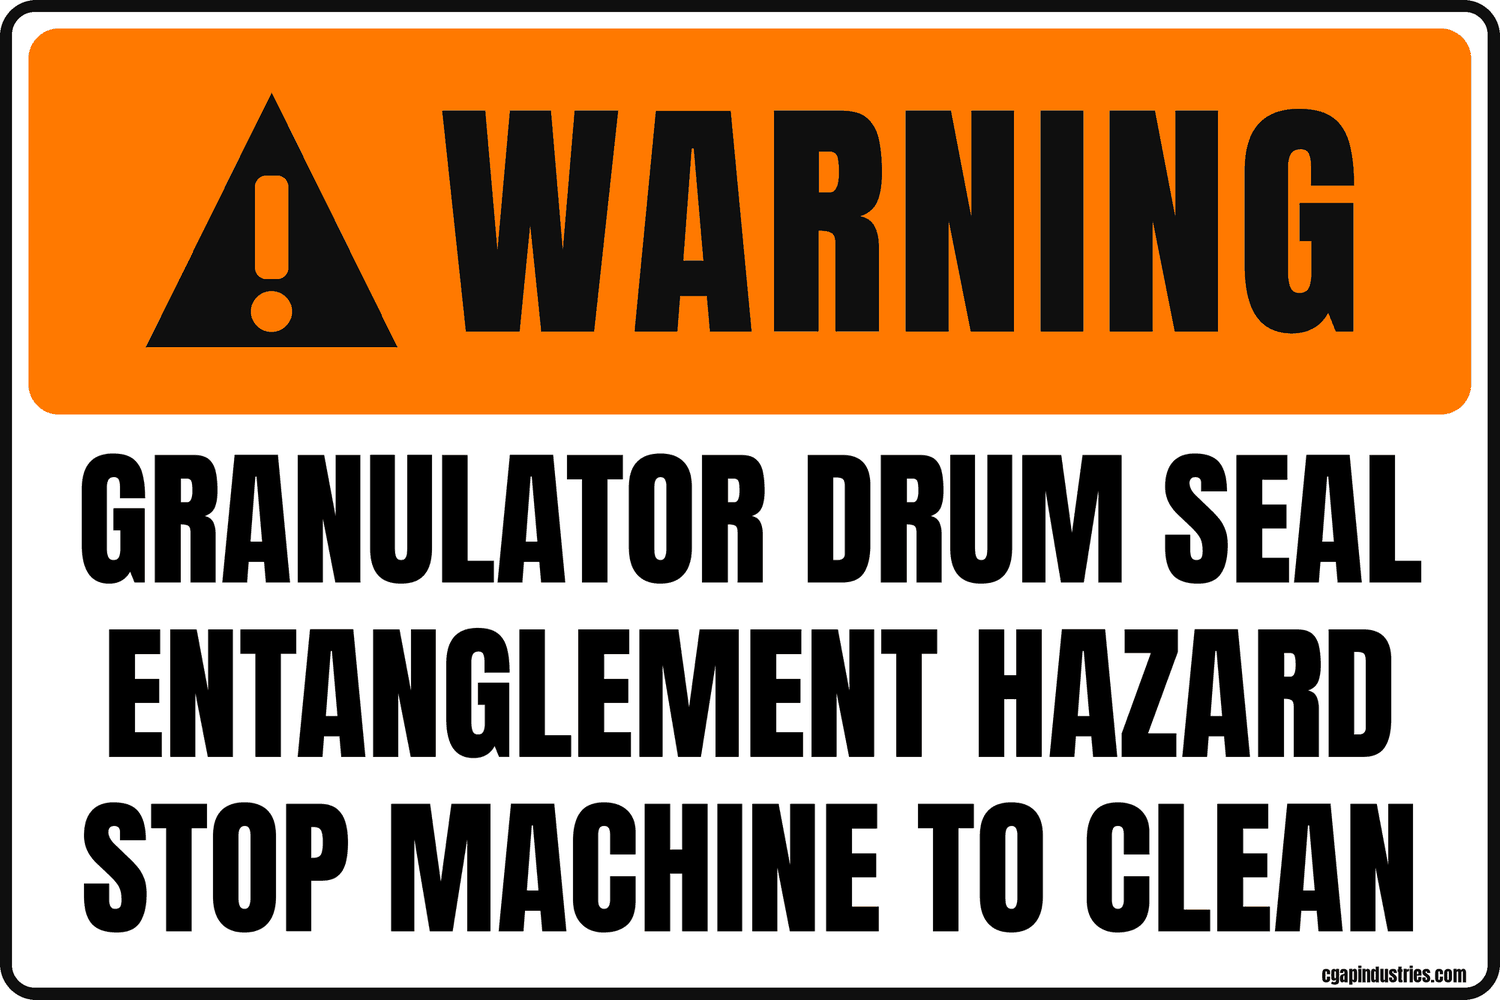 WARNING
GRANULATOR DRUM SEAL
ENTANGLEMENT HAZARD
STOP MACHINE TO CLEAN
cgapindustries.com